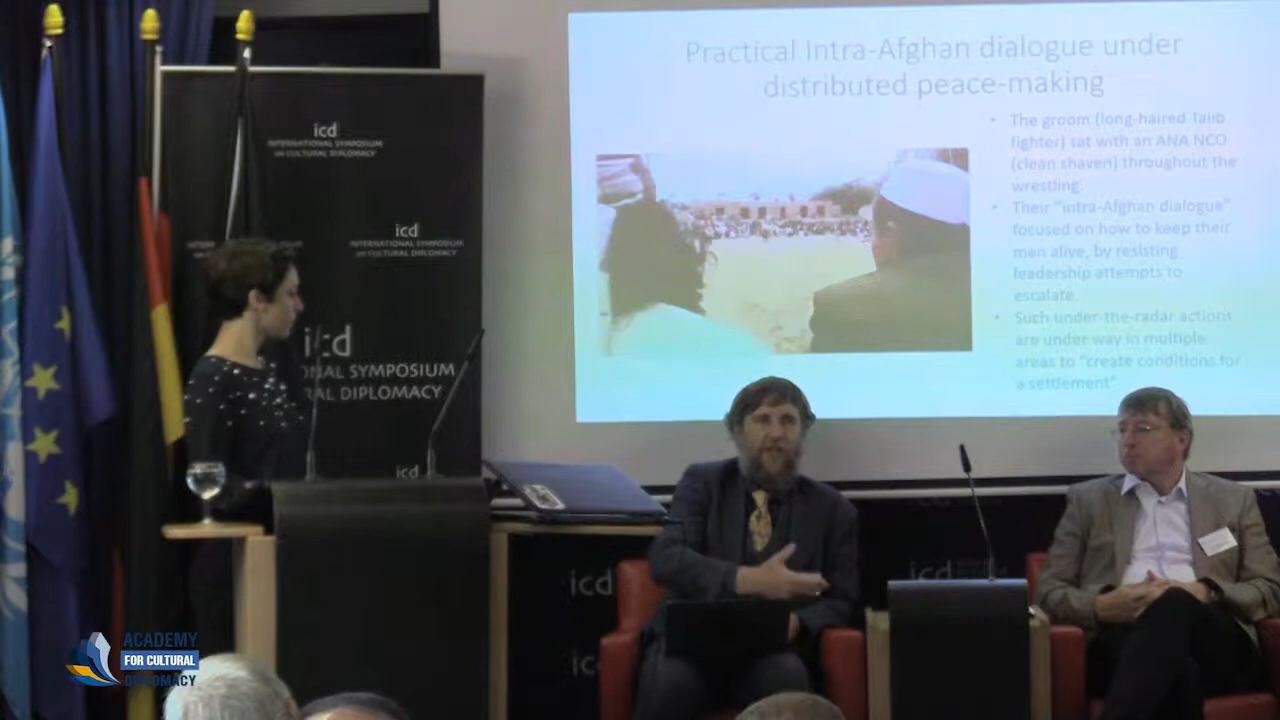 Practical Intra-Afghan dialogue under
distributed peace-making
• The groom (long-haired Talib
fighter) sat with an ANA NCO
(clean shaven) throughout the
wrestling
• Their "intra-Afghan dialogue"
focused on how to keep their
men alive, by resisting
leadership attempts to
escalate.
• Such under-the-radar actions
are under way in multiple
areas to "create conditions for
a settlement"
icd
INTERNATIONAL SYMPOSIUM
on CULTURAL DIPLOMACY
icd
INTERNATIONAL SYMPOSIUM
on CULTURAL DIPLOMACY
icd
NAL SYMPOSIUM
RAL DIPLOMACY
icd
icd
icd
icd
ACADEMY
FOR CULTURAL
DIPLOMACY